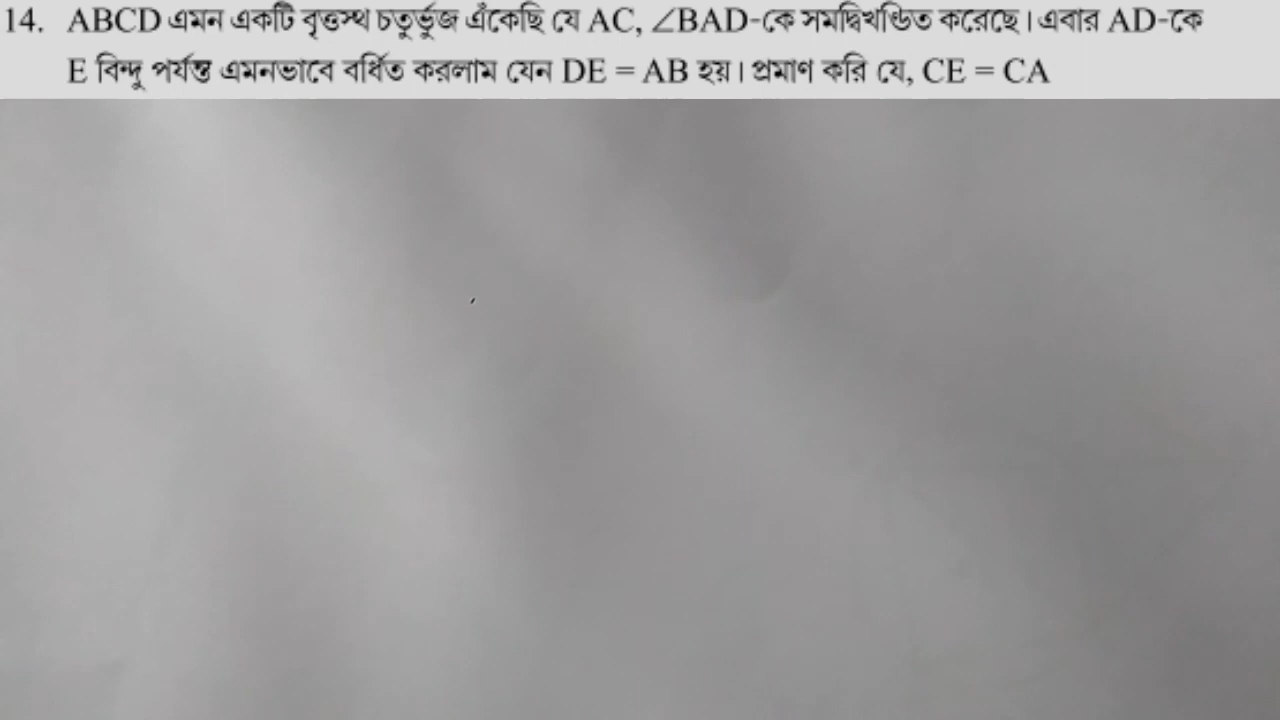 14. ABCD এমন একটি বৃত্তস্থ চতুর্ভুজ এঁকেছি যে AC, ∠BAD-কে সমদ্বিখণ্ডিত করেছে। এবার AD-কে
E বিন্দু পর্যন্ত এমনভাবে বর্ধিত করলাম যেন DE = AB হয়। প্রমাণ করি যে, CE = CA